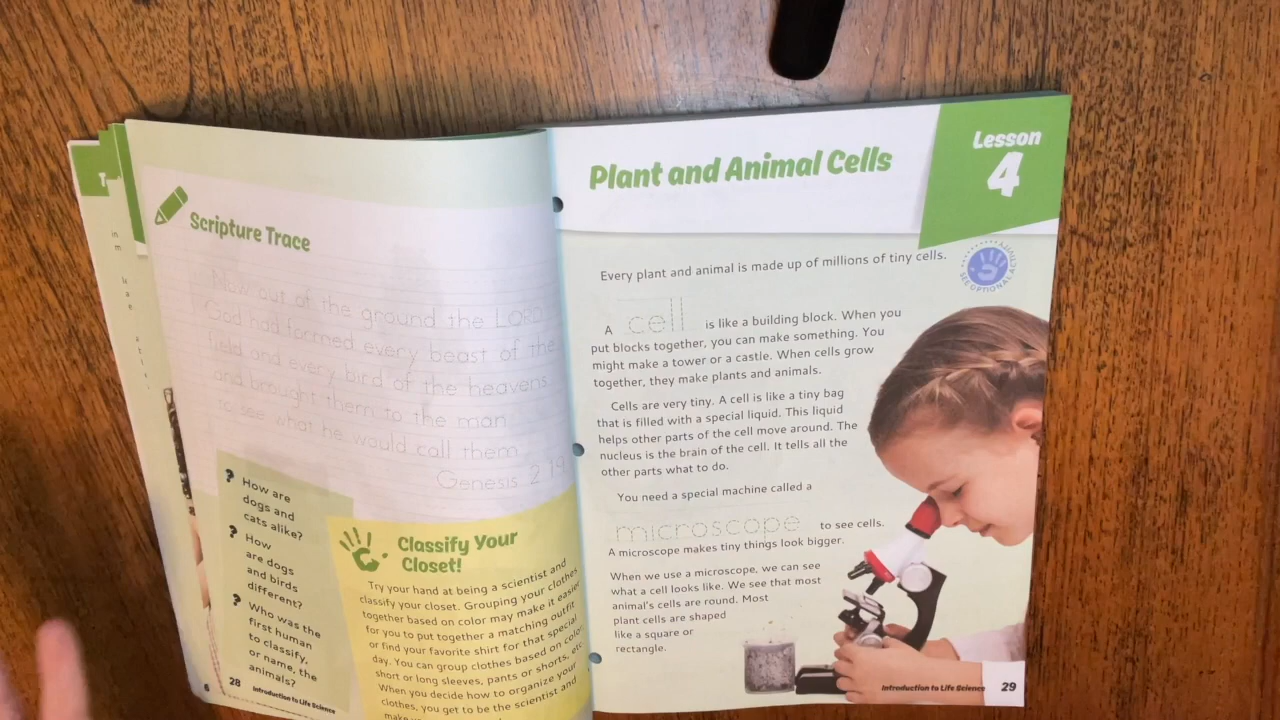 Scripture Trace
Now out of the ground the LORD
God had formed every beast of the
field and every bird of the heavens
and brought them to the man
to see what he would call them
Genesis 2 19
? How are
dogs and
cats alike?
? How
are dogs
and birds
different?
? Who was the
first human
to classify,
or name, the
animals?
Classify Your
Closet!
Try your hand at being a scientist and
classify your closet. Grouping your clothes
together based on color may make it easier
for you to put together a matching outfit
or find your favorite shirt for that special
day. You can group clothes based on color,
short or long sleeves, pants or shorts, etc.
When you decide how to organize your
clothes, you get to be the scientist and
28
Introduction to Life Science
Lesson
4
Plant and Animal Cells
SEE OPTIONAL ACTIVITY
Every plant and animal is made up of millions of tiny cells.
A cell is like a building block. When you
put blocks together, you can make something. You
might make a tower or a castle. When cells grow
together, they make plants and animals.
Cells are very tiny. A cell is like a tiny bag
that is filled with a special liquid. This liquid
helps other parts of the cell move around. The
nucleus is the brain of the cell. It tells all the
other parts what to do.
You need a special machine called a
microscope to see cells.
A microscope makes tiny things look bigger.
When we use a microscope, we can see
what a cell looks like. We see that most
animal's cells are round. Most
plant cells are shaped
like a square or
rectangle.
Introduction to Life Science 29